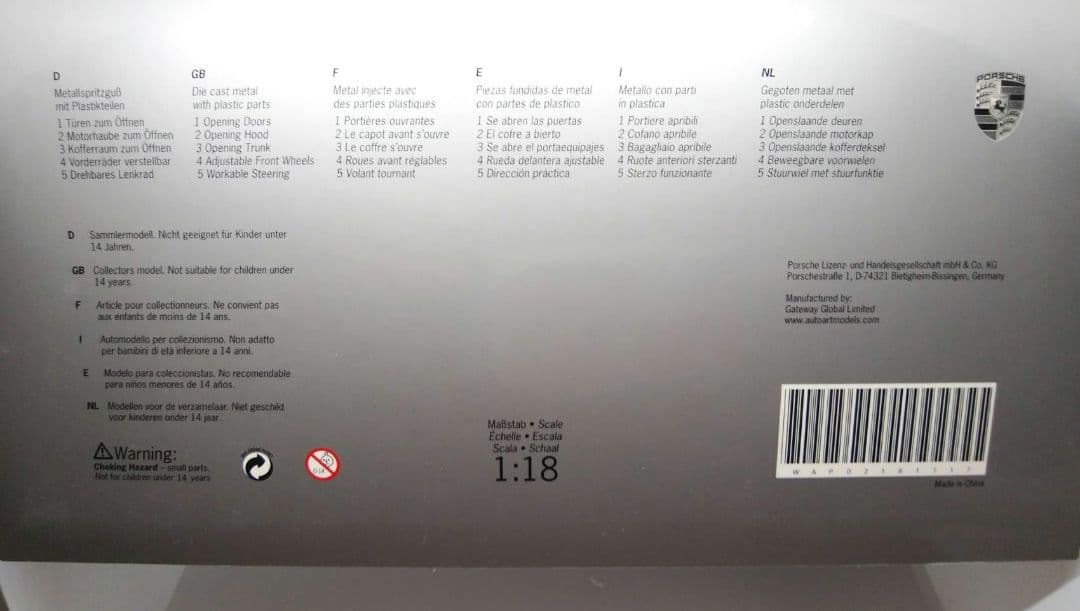 D
Metallspritzguß
mit Plastikteilen
1 Türen zum Öffnen
2 Motorhaube zum Öffnen
3 Kofferraum zum Öffnen
4 Vorderräder verstellbar
5 Drehbares Lenkrad
GB
Die cast metal
with plastic parts
1 Opening Doors
2 Opening Hood
3 Opening Trunk
4 Adjustable Front Wheels
5 Workable Steering
F
Metal injecte avec
des parties plastiques
1 Portières ouvrantes
2 Le capot avant s'ouvre
3 Le coffre s'ouvre
4 Roues avant reglables
5 Volant tournant
E
Piezas fundidas de metal
con partes de plastico
1 Se abren las puertas
2 El cofre a bierto
3 Se abre el portaequipajes
4 Rueda delantera ajustable
5 Dirección práctica
I
Metallo con parti
in plastica
1 Portiere apribili
2 Cofano apribile
3 Bagagliaio apribile
4 Ruote anteriori sterzanti
5 Sterzo funzionante
NL
Gegoten metaal met
plastic onderdelen
1 Openslaande deuren
2 Openslaande motorkap
3 Openslaande kofferdeksel
4 Beweegbare voorwielen
5 Stuurwiel met stuurfunktie
PORSCHE
D Sammlermodell. Nicht geeignet für Kinder unter
14 Jahren.
GB Collectors model. Not suitable for children under
14 years.
F Article pour collectionneurs. Ne convient pas
aux enfants de moins de 14 ans.
I Automodello per collezionismo. Non adatto
per bambini di età inferiore a 14 anni.
E Modelo para coleccionistas. No recomendable
para niños menores de 14 años.
NL Modellen voor de verzamelaar. Niet geschikt
voor kinderen onder 14 jaar.
Warning:
Choking Hazard – small parts.
Not for children under 14 years
0-14
Maßstab • Scale
Echelle • Escala
Scala • Schaal
1:18
Porsche Lizenz- und Handelsgesellschaft mbH & Co. KG
Porschestraße 1, D-74321 Bietigheim-Bissingen, Germany
Manufactured by:
Gateway Global Limited
www.autoartmodels.com
Made in China